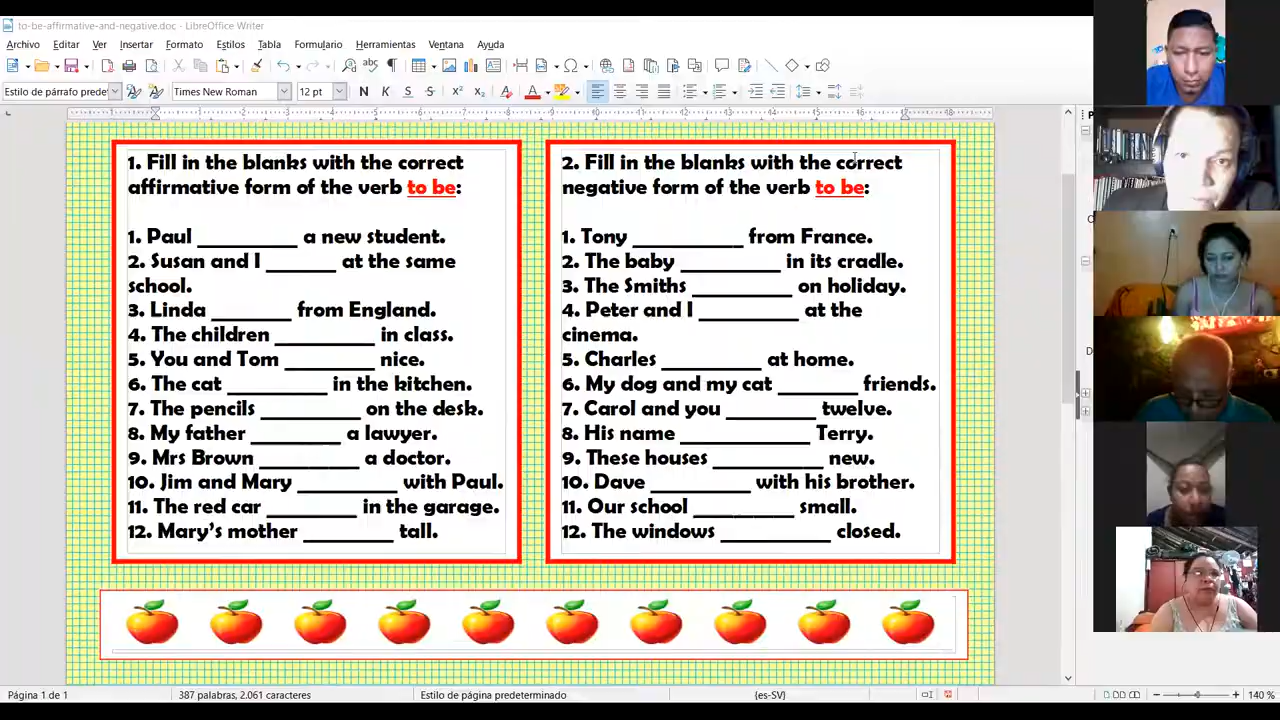 to-be-affirmative-and-negative.doc - LibreOffice Writer
Archivo Editar Ver Insertar Formato Estilos Tabla Formulario Herramientas Ventana Ayuda
Times New Roman 12 pt
1. Fill in the blanks with the correct
affirmative form of the verb to be:
1. Paul __________ a new student.
2. Susan and I _______ at the same
school.
3. Linda ________ from England.
4. The children __________ in class.
5. You and Tom _________ nice.
6. The cat __________ in the kitchen.
7. The pencils __________ on the desk.
8. My father _________ a lawyer.
9. Mrs Brown __________ a doctor.
10. Jim and Mary __________ with Paul.
11. The red car _________ in the garage.
12. Mary's mother _________ tall.
2. Fill in the blanks with the correct
negative form of the verb to be:
1. Tony ___________ from France.
2. The baby __________ in its cradle.
3. The Smiths __________ on holiday.
4. Peter and I __________ at the
cinema.
5. Charles __________ at home.
6. My dog and my cat ________ friends.
7. Carol and you _________ twelve.
8. His name _____________ Terry.
9. These houses ___________ new.
10. Dave __________ with his brother.
11. Our school __________ small.
12. The windows ___________ closed.
Página 1 de 1 387 palabras, 2.061 caracteres Estilo de página predeterminado {es-SV} 140 %